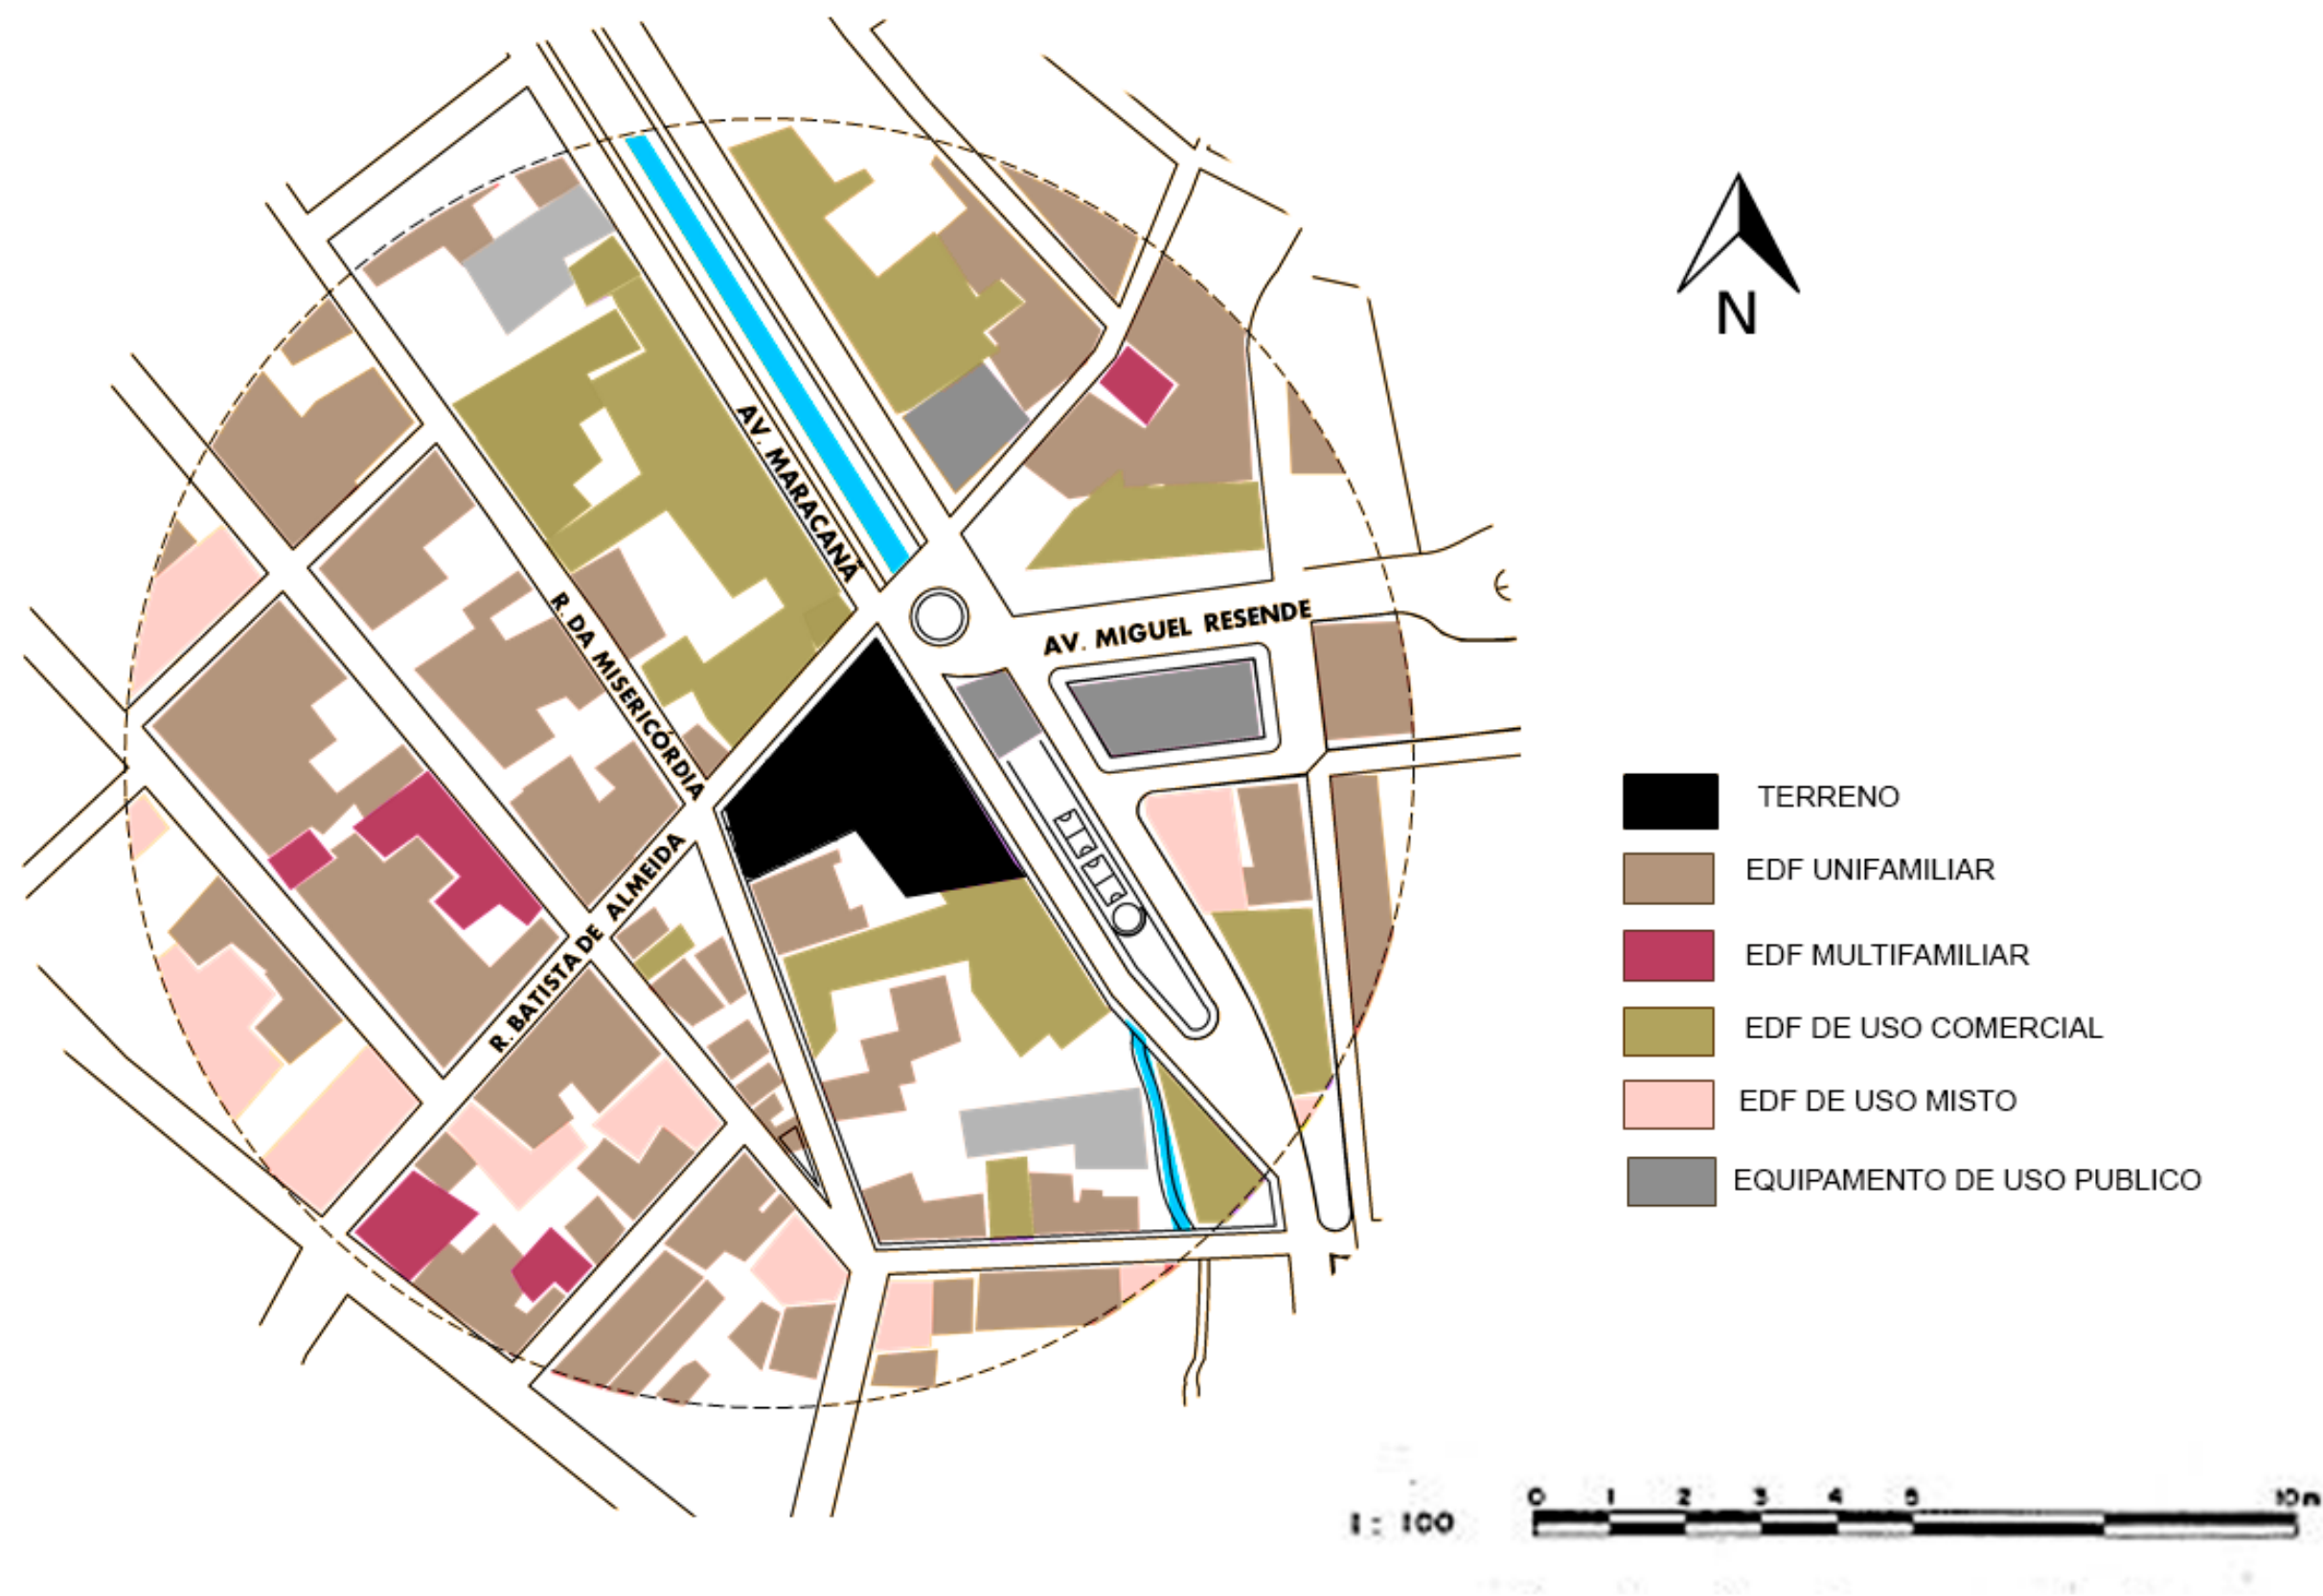 AV. MARACANÃ
R. DA MISERICÓRDIA
AV. MIGUEL RESENDE
R. BATISTA DE ALMEIDA
N
TERRENO
EDF UNIFAMILIAR
EDF MULTIFAMILIAR
EDF DE USO COMERCIAL
EDF DE USO MISTO
EQUIPAMENTO DE USO PUBLICO
0 1 2 3 4 5 10 m
1 : 100